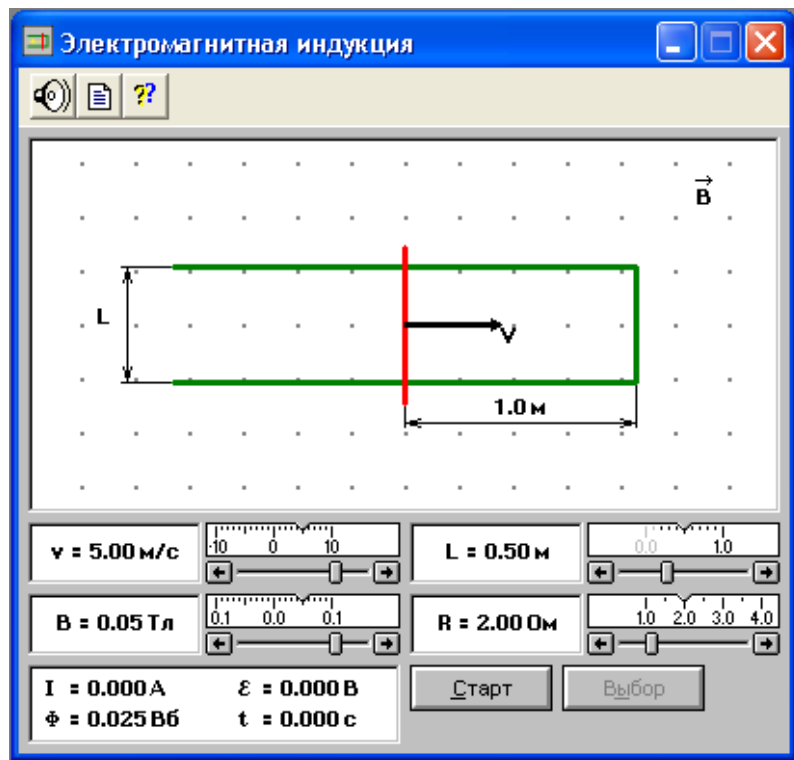 Электромагнитная индукция
B
L
V
1.0 м
v = 5.00 м/с
-10 0 10
L = 0.50 м
0.0 1.0
B = 0.05 Тл
0.1 0.0 0.1
R = 2.00 Ом
1.0 2.0 3.0 4.0
I = 0.000 А ℰ = 0.000 В
Φ = 0.025 Вб t = 0.000 с
Старт
Выбор